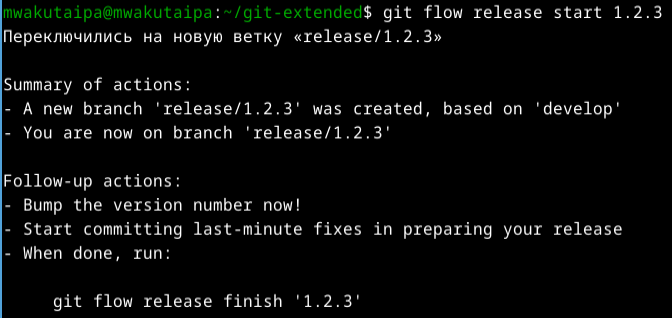 mwakutaipa@mwakutaipa:~/git-extended$ git flow release start 1.2.3
Переключились на новую ветку «release/1.2.3»
Summary of actions:
- A new branch 'release/1.2.3' was created, based on 'develop'
- You are now on branch 'release/1.2.3'
Follow-up actions:
- Bump the version number now!
- Start committing last-minute fixes in preparing your release
- When done, run:
git flow release finish '1.2.3'